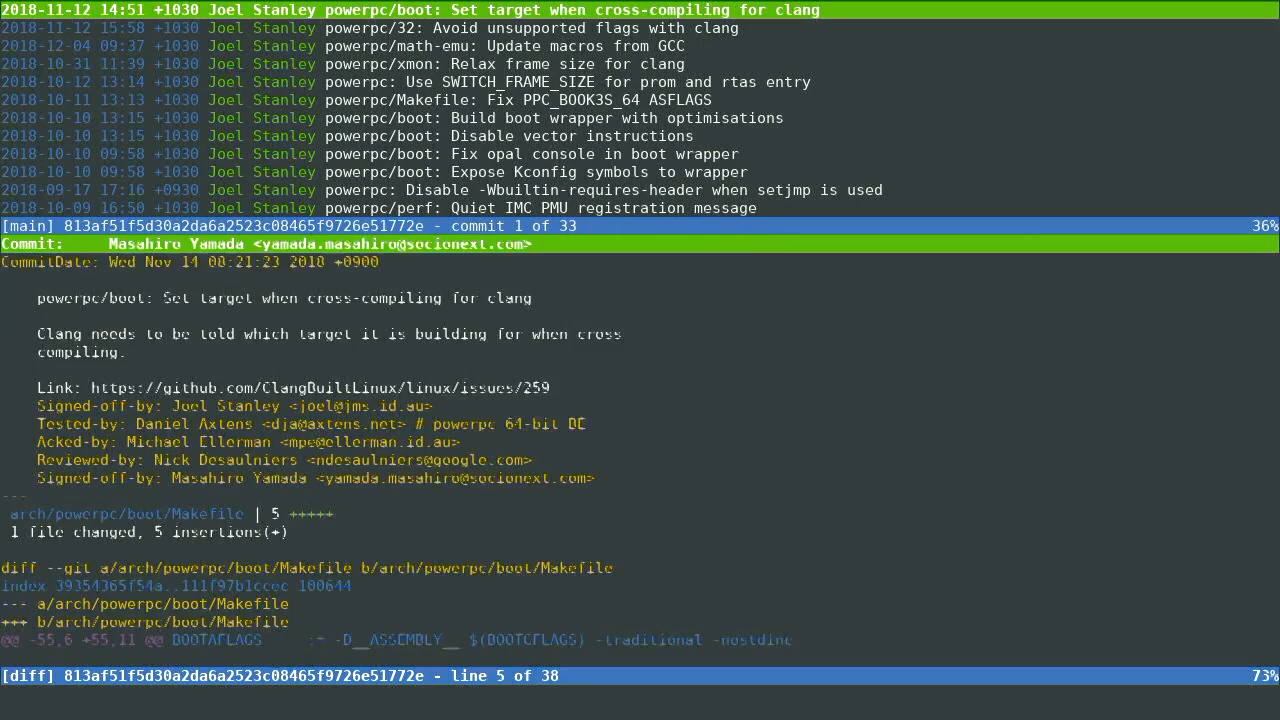 2018-11-12 14:51 +1030 Joel Stanley powerpc/boot: Set target when cross-compiling for clang
2018-11-12 15:58 +1030 Joel Stanley powerpc/32: Avoid unsupported flags with clang
2018-12-04 09:37 +1030 Joel Stanley powerpc/math-emu: Update macros from GCC
2018-10-31 11:39 +1030 Joel Stanley powerpc/xmon: Relax frame size for clang
2018-10-12 13:14 +1030 Joel Stanley powerpc: Use SWITCH_FRAME_SIZE for prom and rtas entry
2018-10-11 13:13 +1030 Joel Stanley powerpc/Makefile: Fix PPC_BOOK3S_64 ASFLAGS
2018-10-10 13:15 +1030 Joel Stanley powerpc/boot: Build boot wrapper with optimisations
2018-10-10 13:15 +1030 Joel Stanley powerpc/boot: Disable vector instructions
2018-10-10 09:58 +1030 Joel Stanley powerpc/boot: Fix opal console in boot wrapper
2018-10-10 09:58 +1030 Joel Stanley powerpc/boot: Expose Kconfig symbols to wrapper
2018-09-17 17:16 +0930 Joel Stanley powerpc: Disable -Wbuiltin-requires-header when setjmp is used
2018-10-09 16:50 +1030 Joel Stanley powerpc/perf: Quiet IMC PMU registration message
[main] 813af51f5d30a2da6a2523c08465f9726e51772e - commit 1 of 33 36%
Commit: Masahiro Yamada <yamada.masahiro@socionext.com>
CommitDate: Wed Nov 14 08:21:23 2018 +0900
powerpc/boot: Set target when cross-compiling for clang
Clang needs to be told which target it is building for when cross
compiling.
Link: https://github.com/ClangBuiltLinux/linux/issues/259
Signed-off-by: Joel Stanley <joel@jms.id.au>
Tested-by: Daniel Axtens <dja@axtens.net> # powerpc 64-bit BE
Acked-by: Michael Ellerman <mpe@ellerman.id.au>
Reviewed-by: Nick Desaulniers <ndesaulniers@google.com>
Signed-off-by: Masahiro Yamada <yamada.masahiro@socionext.com>
---
arch/powerpc/boot/Makefile | 5 +++++
1 file changed, 5 insertions(+)
diff --git a/arch/powerpc/boot/Makefile b/arch/powerpc/boot/Makefile
index 39354365f54a..111f97b1ccec 100644
--- a/arch/powerpc/boot/Makefile
+++ b/arch/powerpc/boot/Makefile
@@ -55,6 +55,11 @@ BOOTAFLAGS := -D__ASSEMBLY__ $(BOOTCFLAGS) -traditional -nostdinc
[diff] 813af51f5d30a2da6a2523c08465f9726e51772e - line 5 of 38 73%